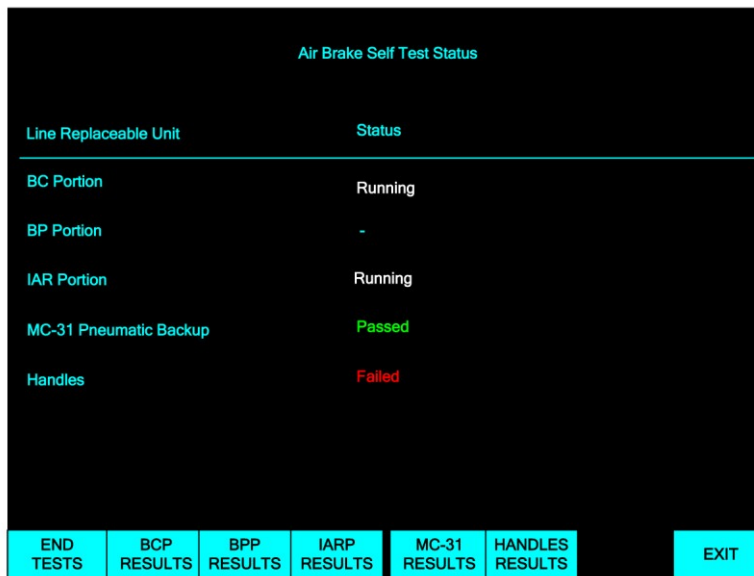 Air Brake Self Test Status
Line Replaceable Unit Status
BC Portion Running
BP Portion -
IAR Portion Running
MC-31 Pneumatic Backup Passed
Handles Failed
END TESTS BCP RESULTS BPP RESULTS IARP RESULTS MC-31 RESULTS HANDLES RESULTS EXIT